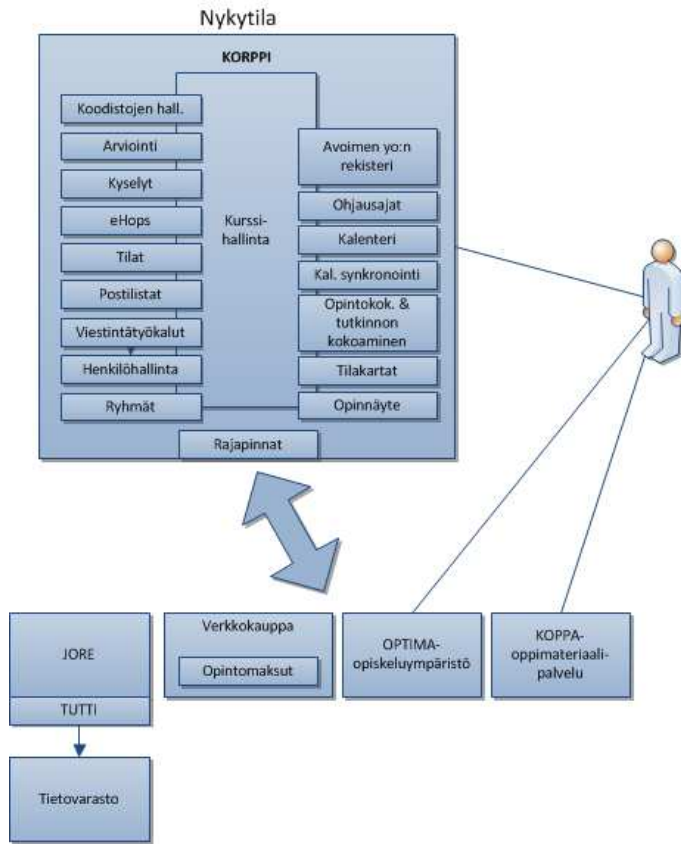 Nykytila
KORPPI
Koodistojen hall.
Arviointi
Kyselyt
eHops
Tilat
Postilistat
Viestintätyökalut
Henkilöhallinta
Ryhmät
Kurssi-
hallinta
Avoimen yo:n
rekisteri
Ohjausajat
Kalenteri
Kal. synkronointi
Opintokok. &
tutkinnon
kokoaminen
Tilakartat
Opinnäyte
Rajapinnat
JORE
TUTTI
Tietovarasto
Verkkokauppa
Opintomaksut
OPTIMA-
opiskeluympäristö
KOPPA-
oppimateriaali-
palvelu